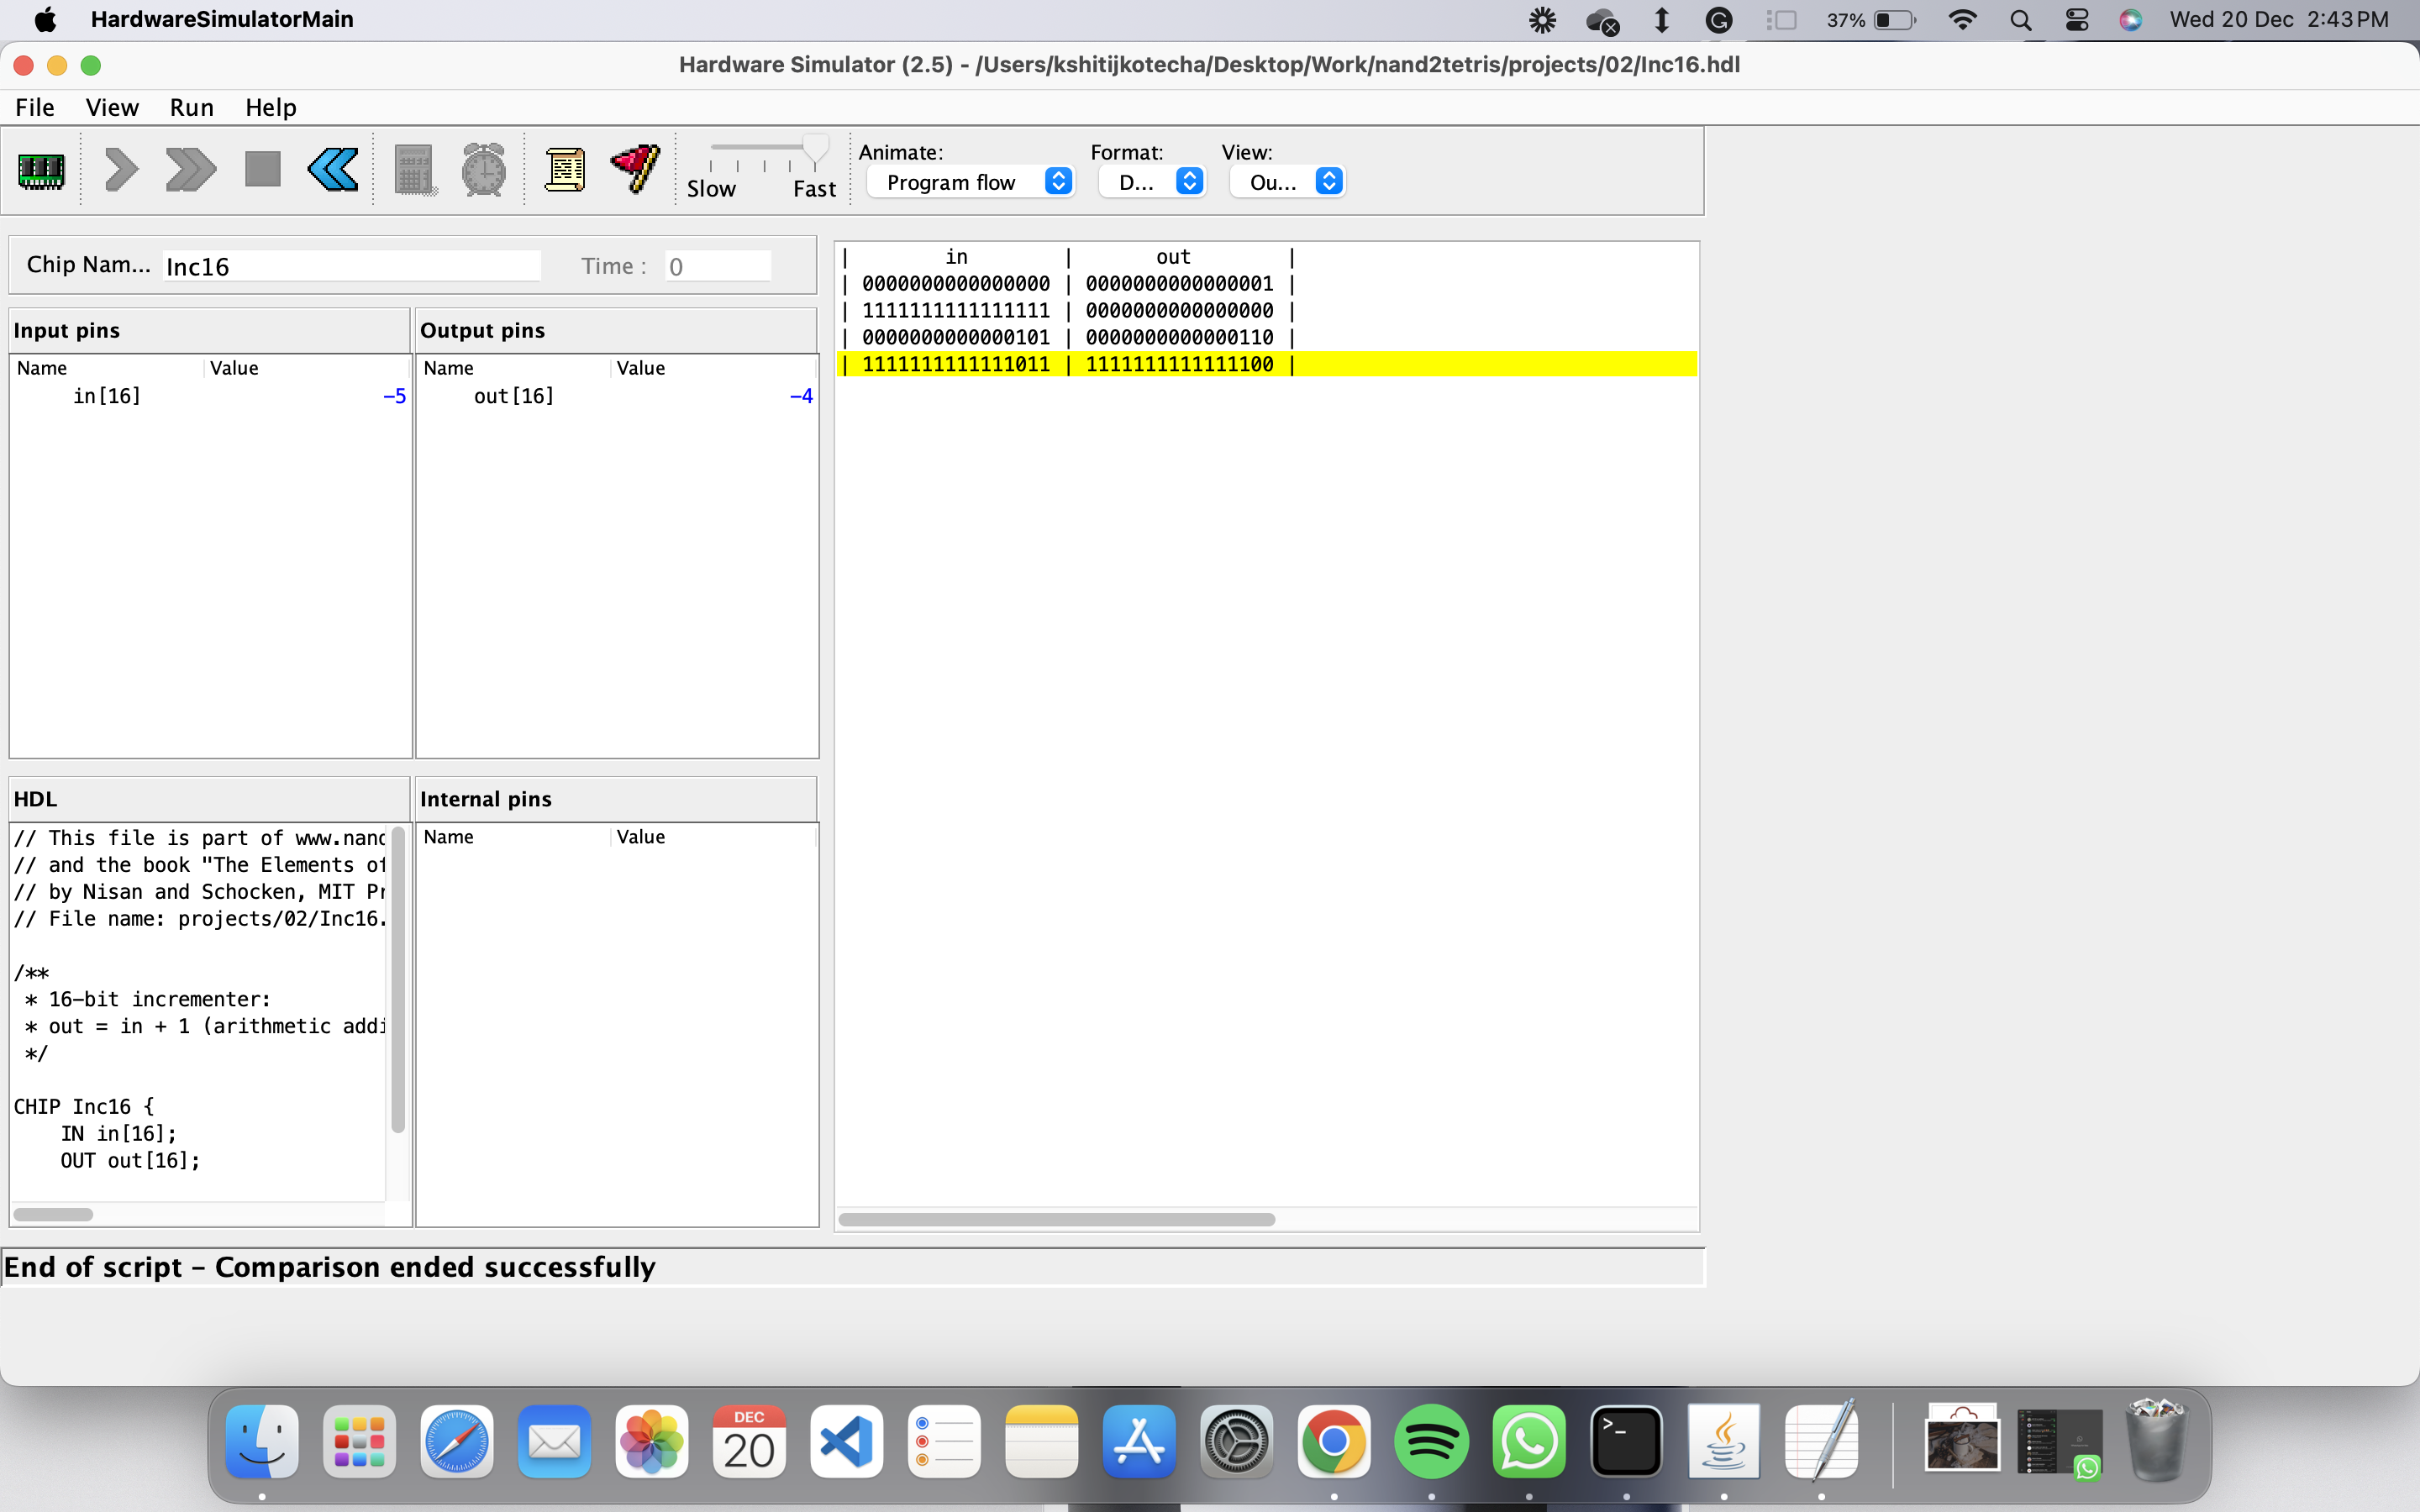 HardwareSimulatorMain
37%
Wed 20 Dec 2:43 PM
Hardware Simulator (2.5) - /Users/kshitijkotecha/Desktop/Work/nand2tetris/projects/02/Inc16.hdl
File View Run Help
Slow Fast
Animate: Format: View:
Program flow D... Ou...
Chip Nam... Inc16 Time : 0
Input pins
Name Value
in[16] -5
Output pins
Name Value
out[16] -4
| in | out |
| 0000000000000000 | 0000000000000001 |
| 1111111111111111 | 0000000000000000 |
| 0000000000000101 | 0000000000000110 |
| 1111111111111011 | 1111111111111100 |
HDL
// This file is part of www.nand
// and the book "The Elements of
// by Nisan and Schocken, MIT Pr
// File name: projects/02/Inc16.
/**
* 16-bit incrementer:
* out = in + 1 (arithmetic addi
*/
CHIP Inc16 {
IN in[16];
OUT out[16];
Internal pins
Name Value
End of script - Comparison ended successfully
DEC
20
>_